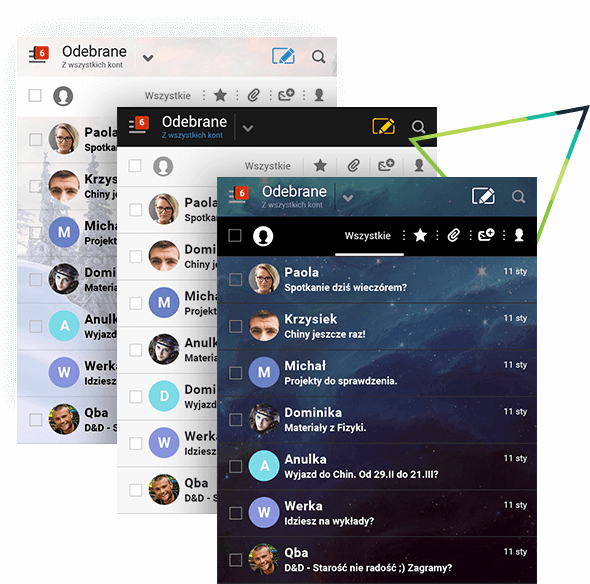 6
Odebrane
Z wszystkich kont
Wszystkie
Paola
Spotkan
Krzys
Chiny je
M
Micha
Projekt
Domi
Materia
A
Anulk
Wyjazd
W
Werka
Idziesz
Qba
D&D - S
6
Odebrane
Z wszystkich kont
Wszystkie
Paola
Spotka
Domi
Chiny je
M
Micha
Projekt
Anulk
Materia
D
Domi
Wyjazd
W
Werka
Idziesz
Qba
D&D - S
6
Odebrane
Z wszystkich kont
Wszystkie
Paola 11 sty
Spotkanie dziś wieczórem?
Krzysiek 11 sty
Chiny jeszcze raz!
M
Michał 11 sty
Projekty do sprawdzenia.
Dominika 11 sty
Materiały z Fizyki.
A
Anulka 11 sty
Wyjazd do Chin. Od 29.II do 21.III?
W
Werka 11 sty
Idziesz na wykłady?
Qba 11 sty
D&D - Starość nie radość ;) Zagramy?